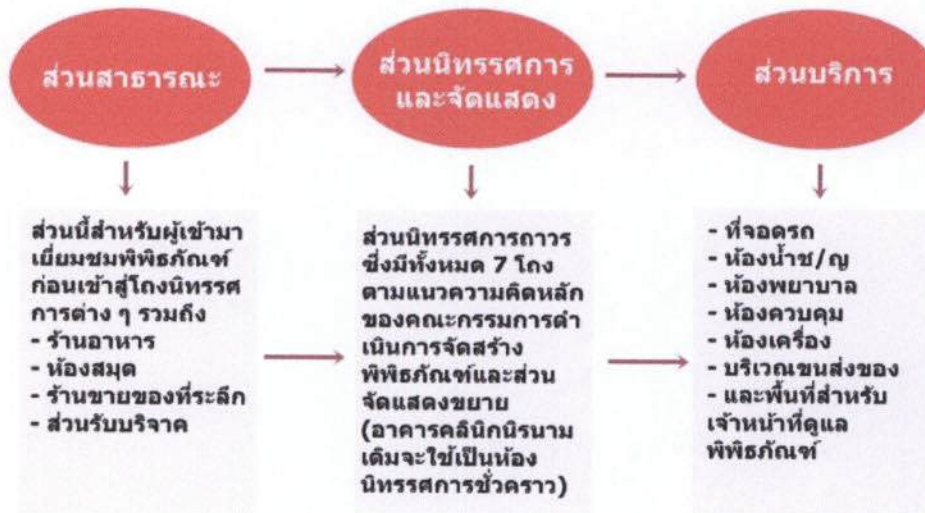 ส่วนสาธารณะ
ส่วนนิทรรศการ
และจัดแสดง
ส่วนบริการ
ส่วนนี้สำหรับผู้เข้ามา
เยี่ยมชมพิพิธภัณฑ์
ก่อนเข้าสู่โถงนิทรรศ
การต่าง ๆ รวมถึง
- ร้านอาหาร
- ห้องสมุด
- ร้านขายของที่ระลึก
- ส่วนรับบริจาค
ส่วนนิทรรศการถาวร
ซึ่งมีทั้งหมด 7 โถง
ตามแนวความคิดหลัก
ของคณะกรรมการดำ
เนินการจัดสร้าง
พิพิธภัณฑ์และส่วน
จัดแสดงขยาย
(อาคารคลินิกนิรนาม
เดิมจะใช้เป็นห้อง
นิทรรศการชั่วคราว)
- ที่จอดรถ
- ห้องน้ำช/ญ
- ห้องพยาบาล
- ห้องควบคุม
- ห้องเครื่อง
- บริเวณขนส่งของ
- และพื้นที่สำหรับ
เจ้าหน้าที่ดูแล
พิพิธภัณฑ์